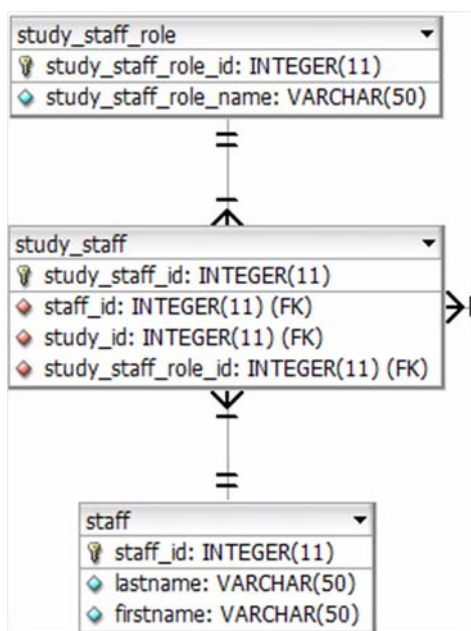 study_staff_role
study_staff_role_id: INTEGER(11)
study_staff_role_name: VARCHAR(50)
study_staff
study_staff_id: INTEGER(11)
staff_id: INTEGER(11) (FK)
study_id: INTEGER(11) (FK)
study_staff_role_id: INTEGER(11) (FK)
staff
staff_id: INTEGER(11)
lastname: VARCHAR(50)
firstname: VARCHAR(50)